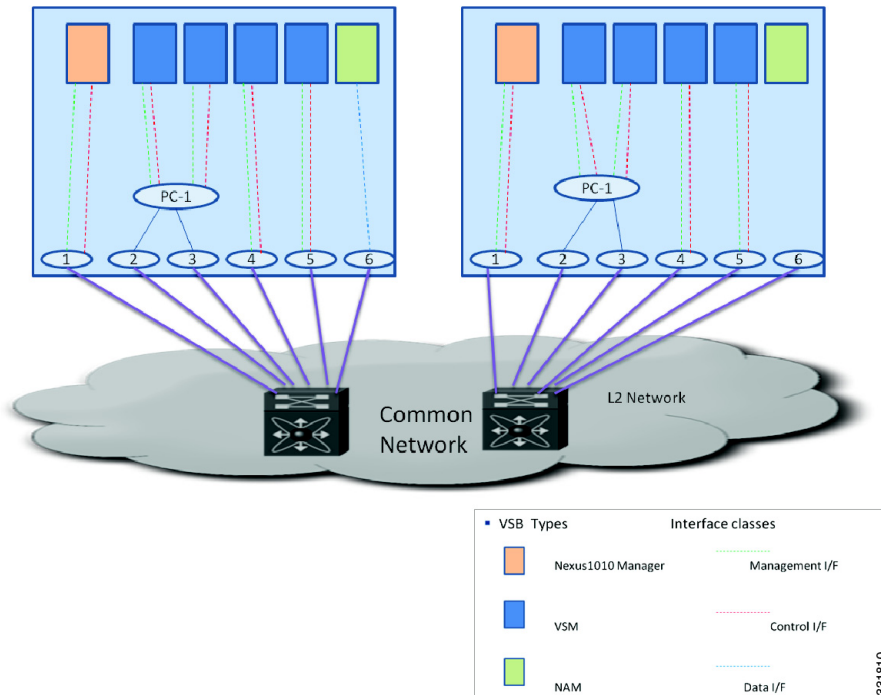 PC-1
1 2 3 4 5 6
PC-1
1 2 3 4 5 6
Common
Network
L2 Network
▪ VSB Types Interface classes
Nexus1010 Manager Management I/F
VSM Control I/F
NAM Data I/F